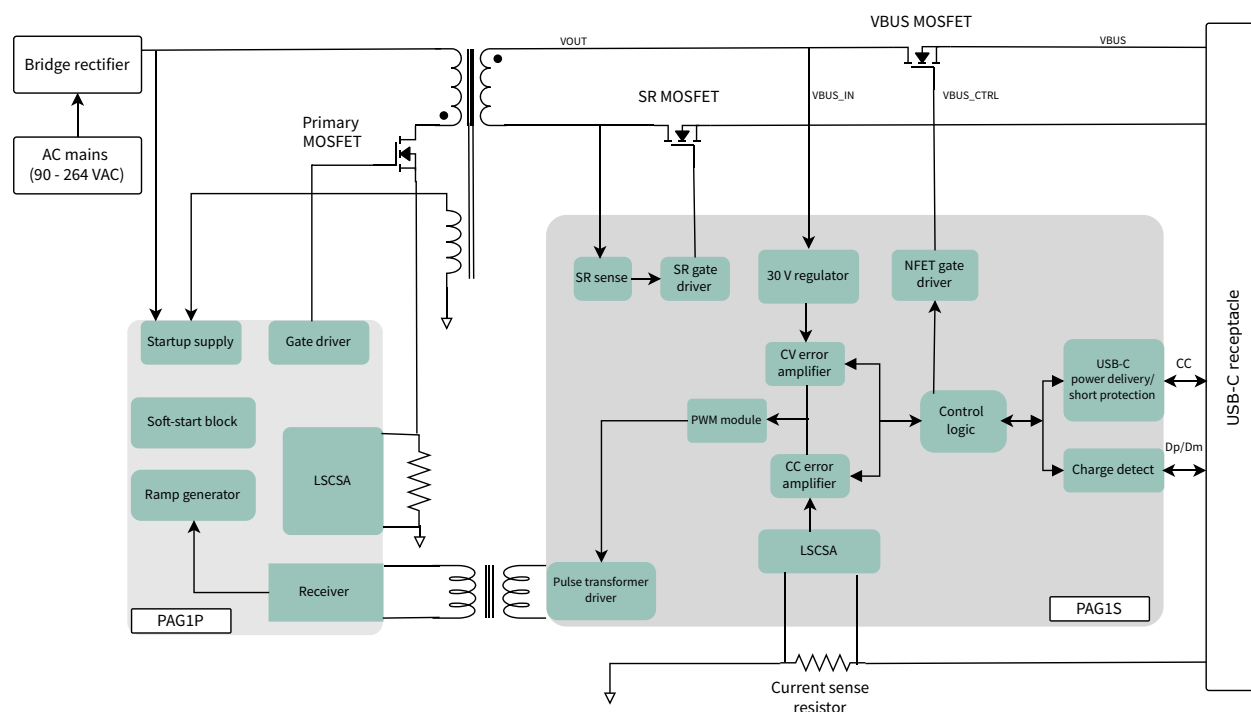 VBUS MOSFET
VOUT
VBUS
Bridge rectifier
SR MOSFET
VBUS_IN
VBUS_CTRL
Primary
MOSFET
AC mains
(90 - 264 VAC)
SR sense
SR gate
driver
30 V regulator
NFET gate
driver
USB-C receptacle
Startup supply
Gate driver
CV error
amplifier
USB-C
power delivery/
short protection
CC
Soft-start block
PWM module
Control
logic
LSCSA
Ramp generator
CC error
amplifier
Charge detect
Dp/Dm
LSCSA
Receiver
Pulse transformer
driver
PAG1P
PAG1S
Current sense
resistor